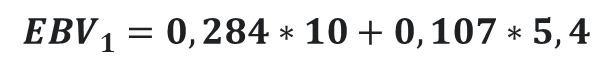 EBV₁ = 0,284 * 10 + 0,107 * 5,4